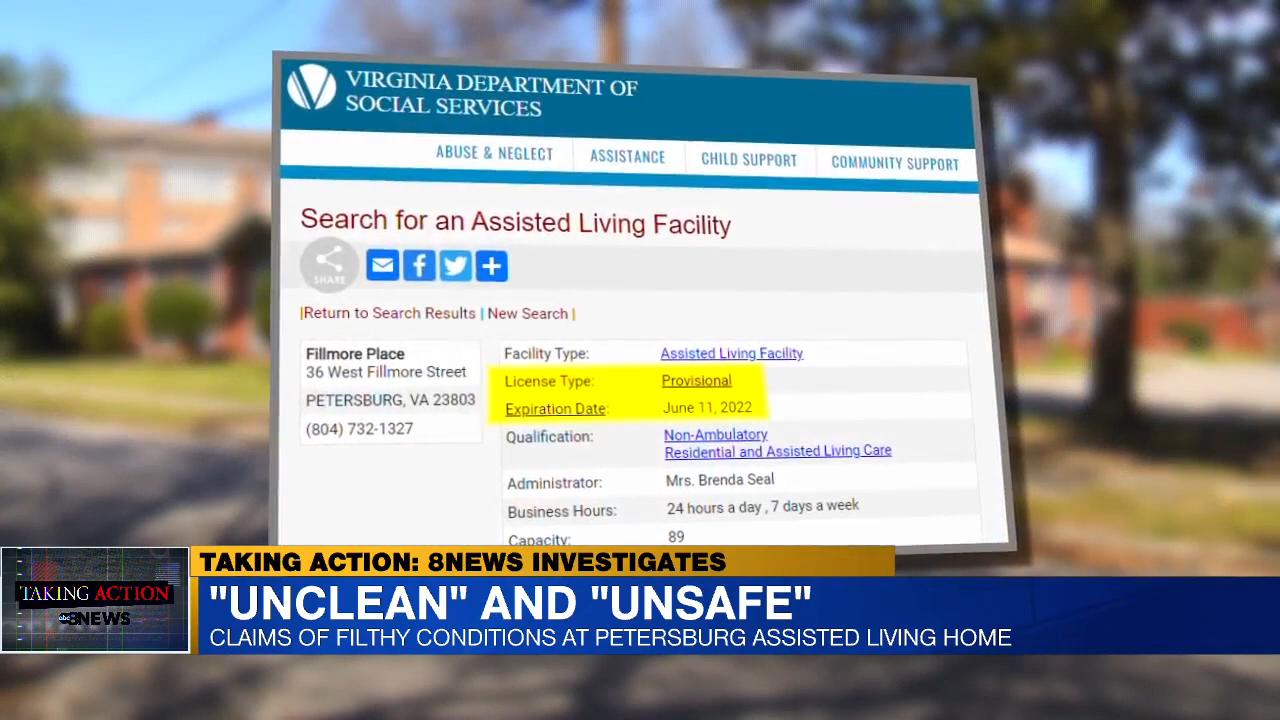 VIRGINIA DEPARTMENT OF
SOCIAL SERVICES
ABUSE & NEGLECT
ASSISTANCE
CHILD SUPPORT
COMMUNITY SUPPORT
Search for an Assisted Living Facility
SHARE
|Return to Search Results | New Search |
Fillmore Place
36 West Fillmore Street
PETERSBURG, VA 23803
(804) 732-1327
Facility Type: Assisted Living Facility
License Type: Provisional
Expiration Date: June 11, 2022
Qualification: Non-Ambulatory
Residential and Assisted Living Care
Administrator: Mrs. Brenda Seal
Business Hours: 24 hours a day , 7 days a week
Capacity: 89
TAKING ACTION: 8NEWS INVESTIGATES
TAKING ACTION
abc 8NEWS
"UNCLEAN" AND "UNSAFE"
CLAIMS OF FILTHY CONDITIONS AT PETERSBURG ASSISTED LIVING HOME